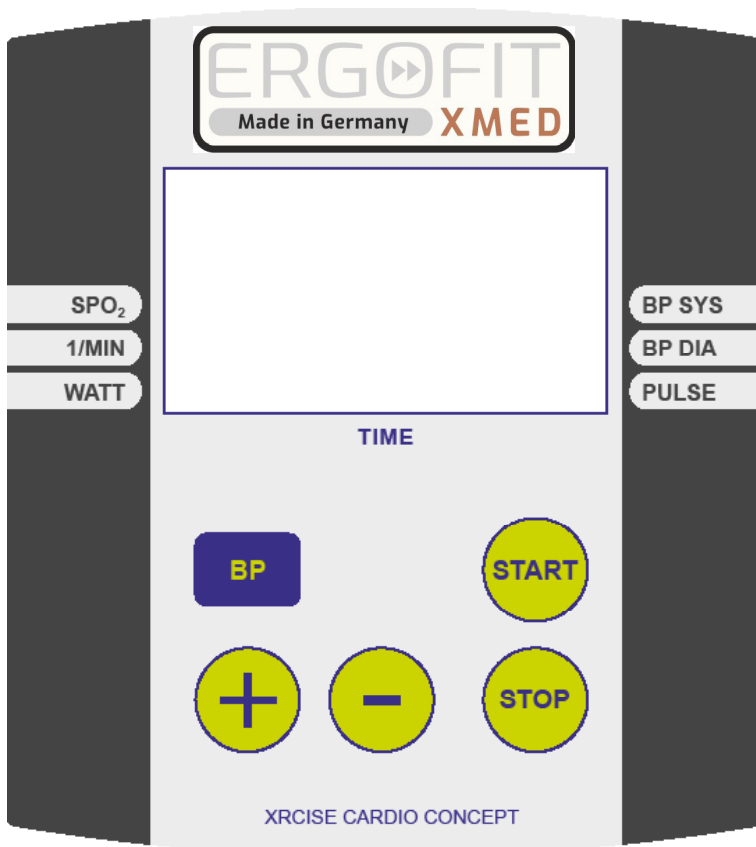 ERGOFIT
Made in Germany XMED
SPO₂
1/MIN
WATT
BP SYS
BP DIA
PULSE
TIME
BP
START
+
-
STOP
XRCISE CARDIO CONCEPT